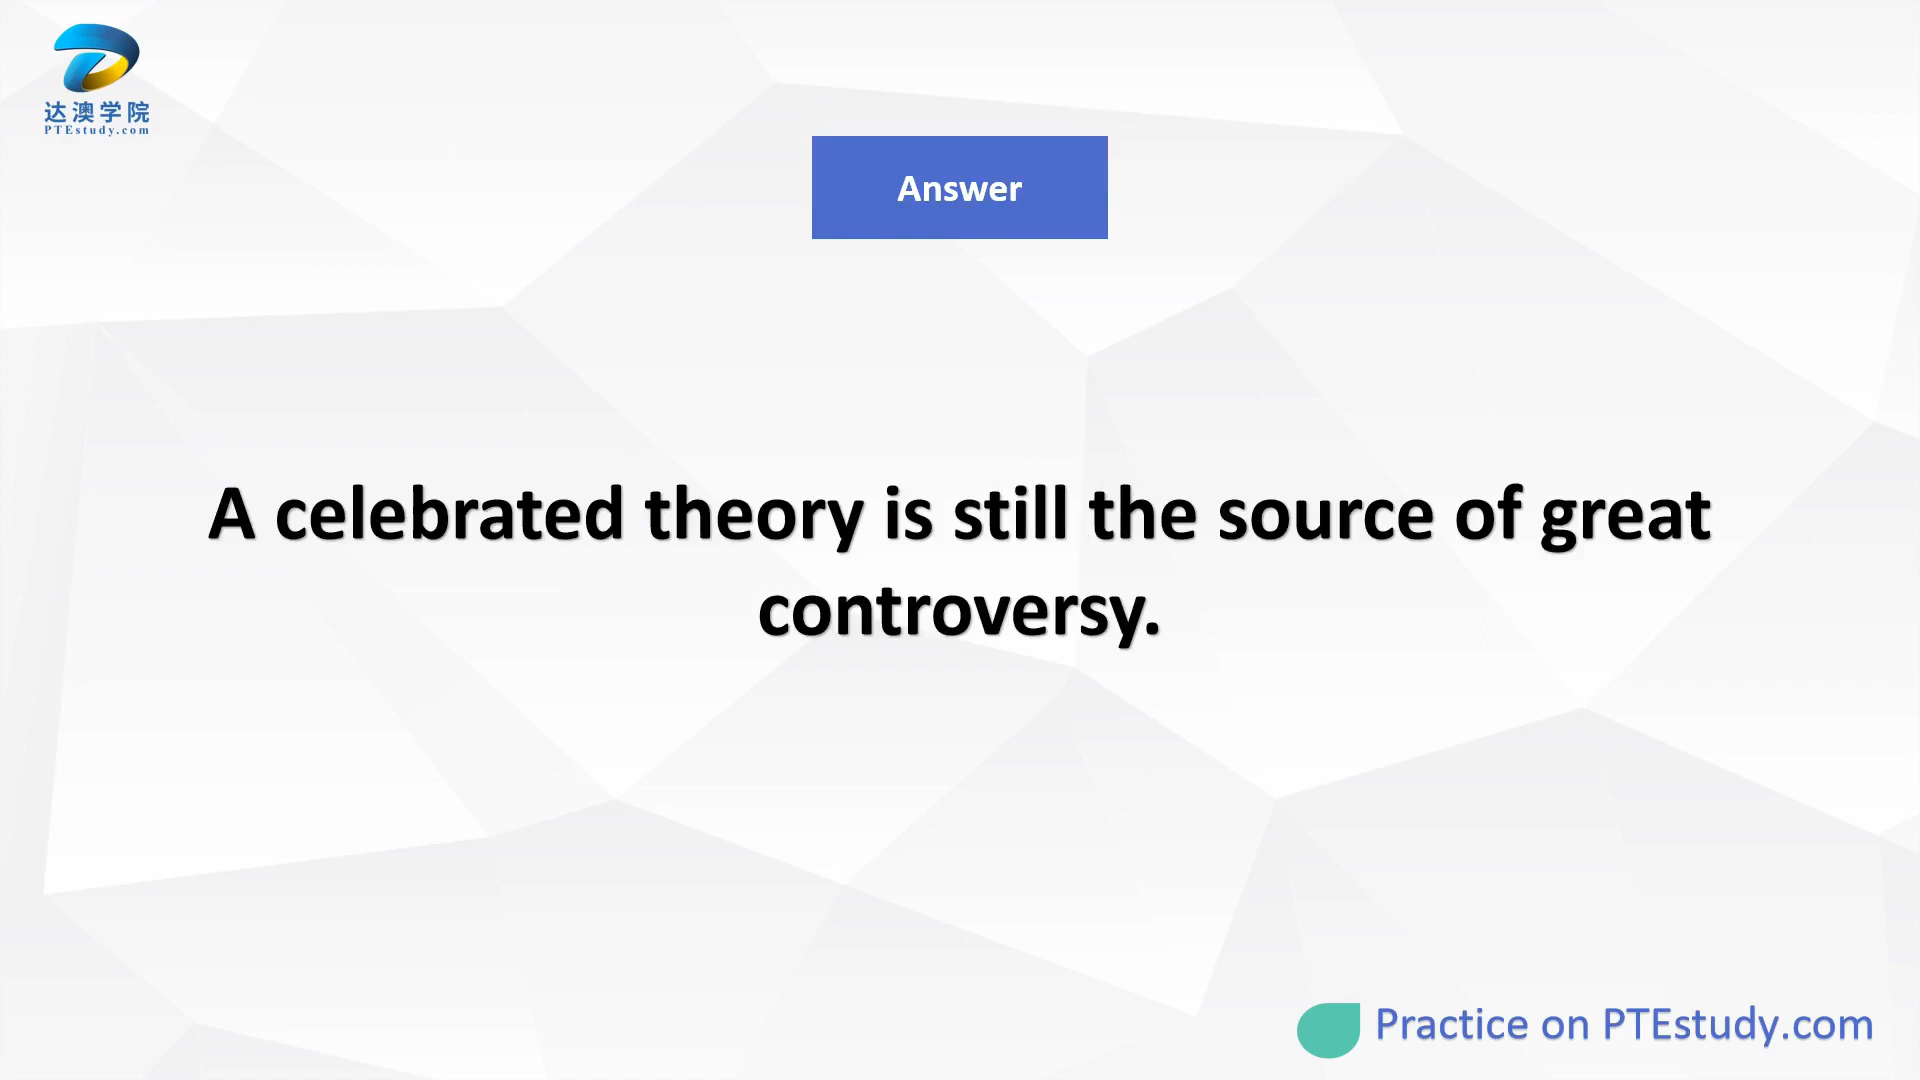 达澳学院
PTEstudy.com
Answer
A celebrated theory is still the source of great
controversy.
Practice on PTEstudy.com